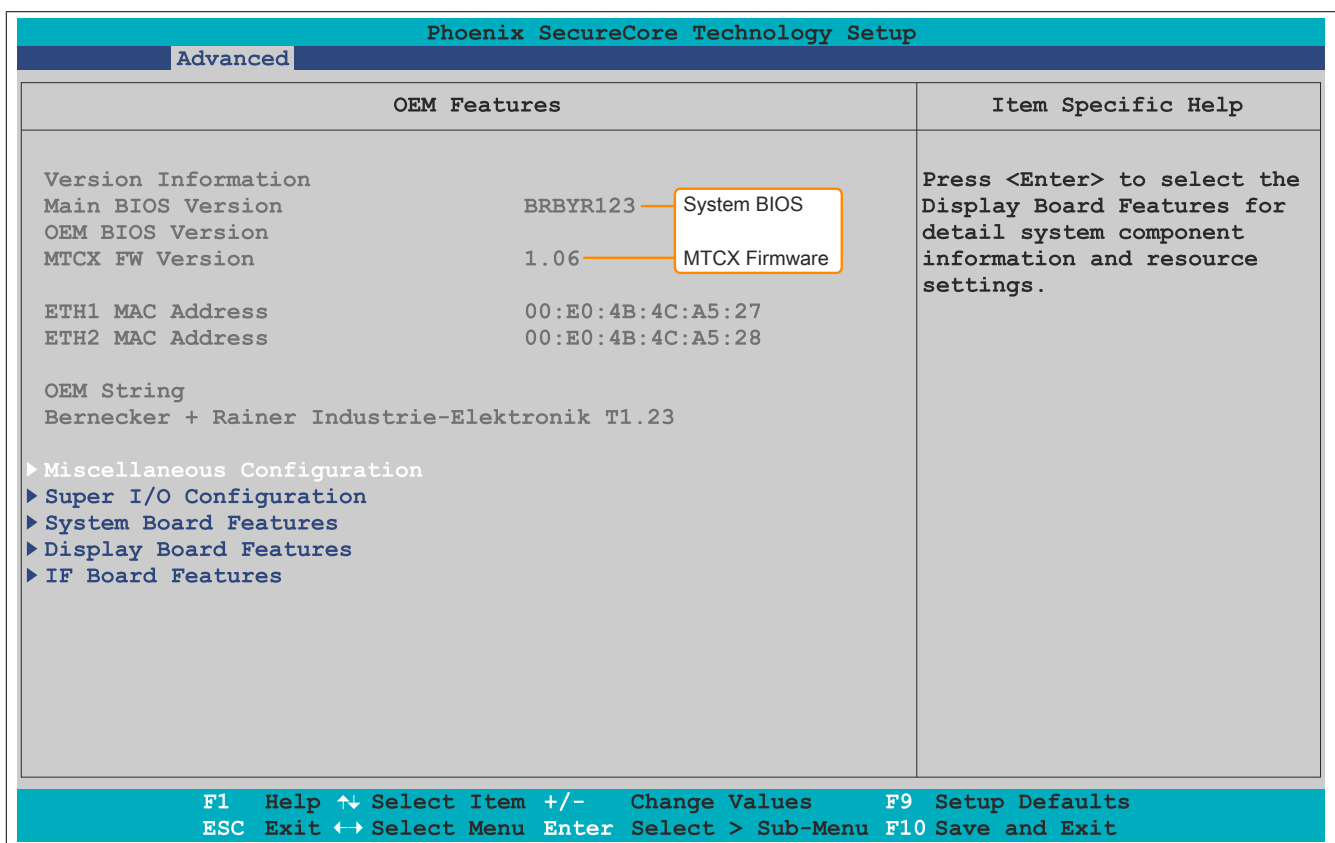 Phoenix SecureCore Technology Setup
Advanced
OEM Features
Item Specific Help
Version Information
Main BIOS Version BRBYR123 System BIOS
OEM BIOS Version
MTCX FW Version 1.06 MTCX Firmware
ETH1 MAC Address 00:E0:4B:4C:A5:27
ETH2 MAC Address 00:E0:4B:4C:A5:28
OEM String
Bernecker + Rainer Industrie-Elektronik T1.23
Miscellaneous Configuration
Super I/O Configuration
System Board Features
Display Board Features
IF Board Features
Press <Enter> to select the
Display Board Features for
detail system component
information and resource
settings.
F1 Help ↑↓ Select Item +/- Change Values F9 Setup Defaults
ESC Exit ↔ Select Menu Enter Select > Sub-Menu F10 Save and Exit